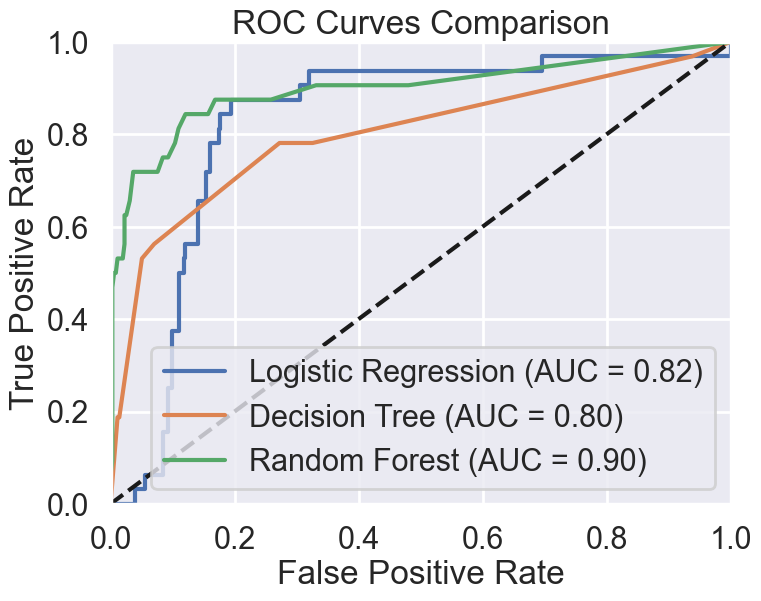 ROC Curves Comparison
True Positive Rate
1.0
0.8
0.6
0.4
0.2
0.0
Logistic Regression (AUC = 0.82)
Decision Tree (AUC = 0.80)
Random Forest (AUC = 0.90)
0.0 0.2 0.4 0.6 0.8 1.0
False Positive Rate